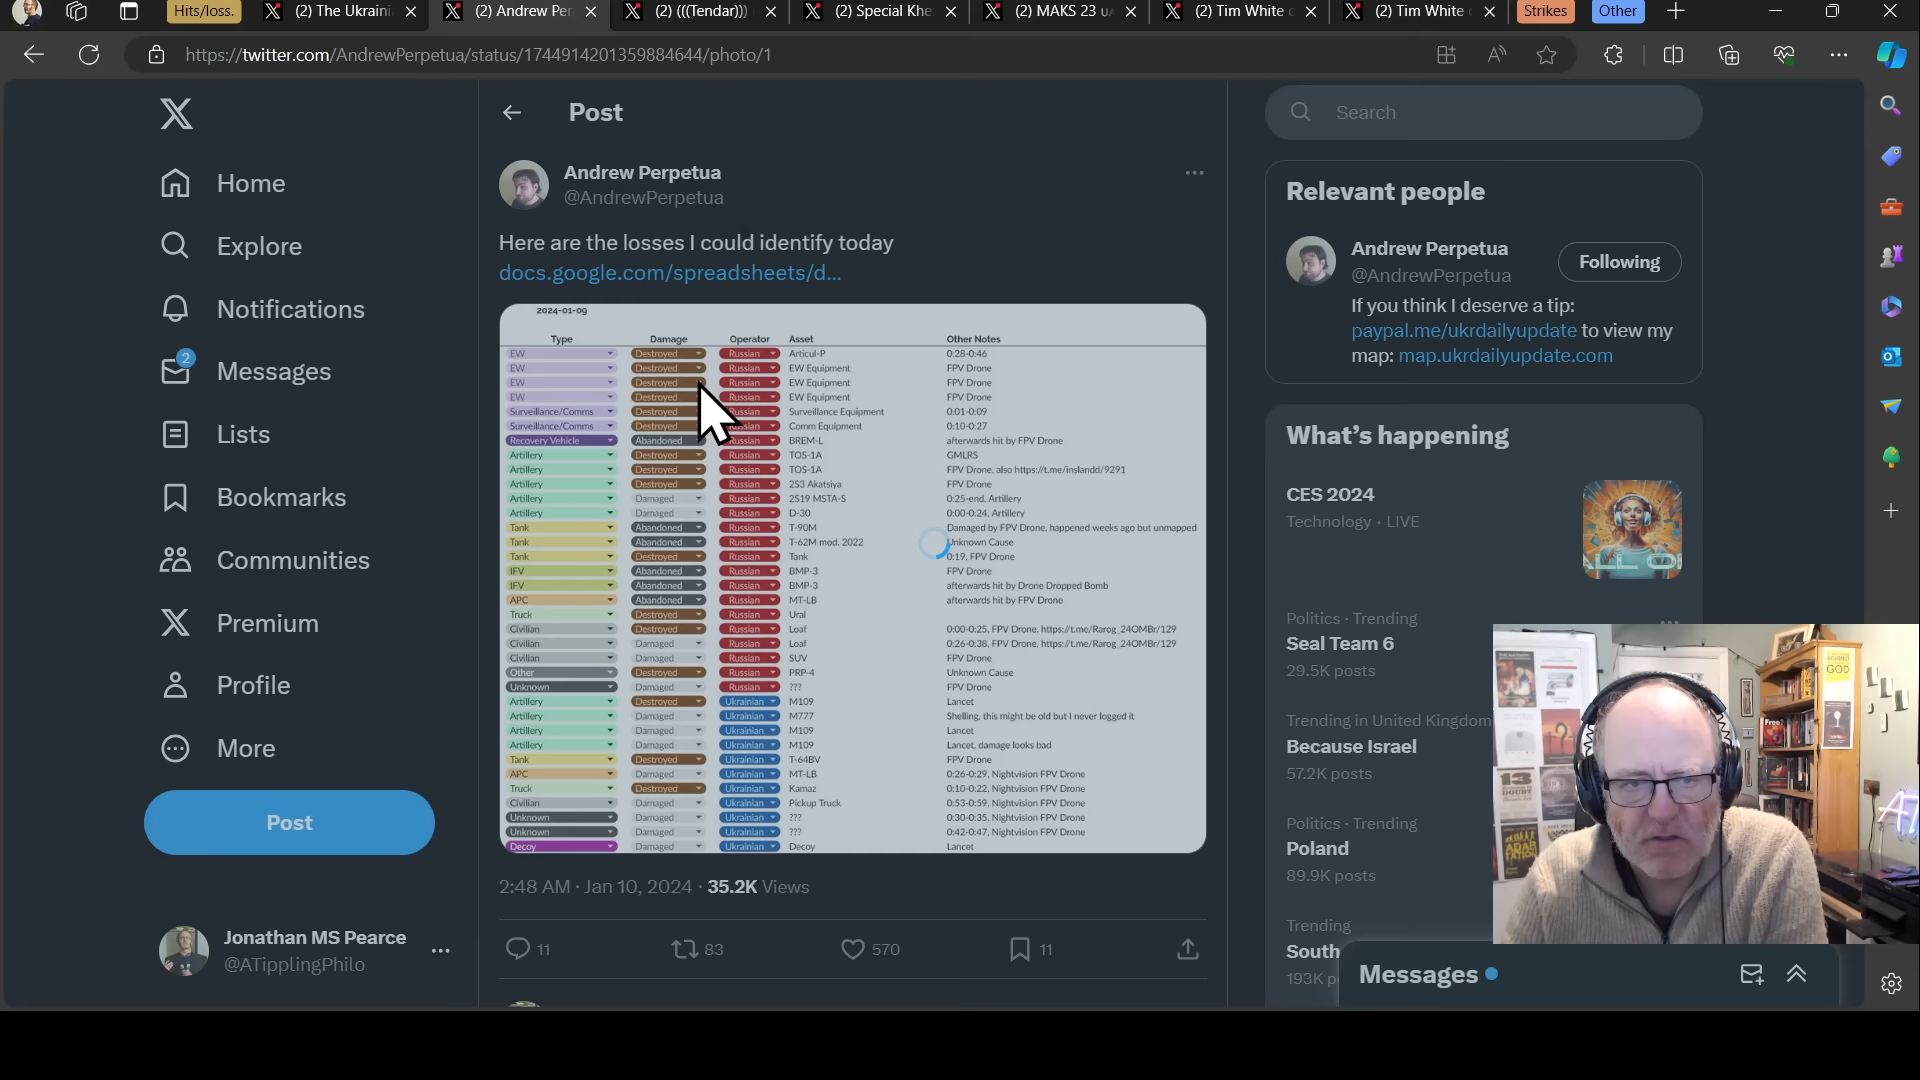 Hits/loss.
(2) The Ukraini
(2) Andrew Per
(2) (((Tendar)))
(2) Special Khe
(2) MAKS 23 ua
(2) Tim White
(2) Tim White
Strikes
Other
https://twitter.com/AndrewPerpetua/status/1744914201359884644/photo/1
Home
Explore
Notifications
2
Messages
Lists
Bookmarks
Communities
Premium
Profile
More
Post
Jonathan MS Pearce
@ATipplingPhilo
Post
Andrew Perpetua
@AndrewPerpetua
Here are the losses I could identify today
docs.google.com/spreadsheets/d...
2024-01-09
Type Damage Operator Asset Other Notes
EW Destroyed Russian Articul-P 0:28-0:46
EW Destroyed Russian EW Equipment FPV Drone
EW Destroyed Russian EW Equipment FPV Drone
EW Destroyed Russian EW Equipment FPV Drone
Surveillance/Comms Destroyed Russian Surveillance Equipment 0:01-0:09
Surveillance/Comms Destroyed Russian Comm Equipment 0:10-0:27
Recovery Vehicle Abandoned Russian BREM-L afterwards hit by FPV Drone
Artillery Destroyed Russian TOS-1A GMLRS
Artillery Destroyed Russian TOS-1A FPV Drone, also https://t.me/inslandd/9291
Artillery Destroyed Russian 2S3 Akatsiya FPV Drone
Artillery Damaged Russian 2S19 MSTA-S 0:25-end, Artillery
Artillery Damaged Russian D-30 0:00-0:24, Artillery
Tank Abandoned Russian T-90M Damaged by FPV Drone, happened weeks ago but unmapped
Tank Abandoned Russian T-62M mod. 2022 Unknown Cause
Tank Destroyed Russian Tank 0:19, FPV Drone
IFV Abandoned Russian BMP-3 FPV Drone
IFV Abandoned Russian BMP-3 afterwards hit by Drone Dropped Bomb
APC Abandoned Russian MT-LB afterwards hit by FPV Drone
Truck Destroyed Russian Ural
Civilian Destroyed Russian Loaf 0:00-0:25, FPV Drone, https://t.me/Rarog_24OMBr/129
Civilian Damaged Russian Loaf 0:26-0:38, FPV Drone, https://t.me/Rarog_24OMBr/129
Civilian Damaged Russian SUV FPV Drone
Other Destroyed Russian PRP-4 Unknown Cause
Unknown Damaged Russian ??? FPV Drone
Artillery Destroyed Ukrainian M109 Lancet
Artillery Damaged Ukrainian M777 Shelling, this might be old but I never logged it
Artillery Damaged Ukrainian M109 Lancet
Artillery Damaged Ukrainian M109 Lancet, damage looks bad
Tank Destroyed Ukrainian T-64BV FPV Drone
APC Damaged Ukrainian MT-LB 0:26-0:29, Nightvision FPV Drone
Truck Destroyed Ukrainian Kamaz 0:10-0:22, Nightvision FPV Drone
Civilian Damaged Ukrainian Pickup Truck 0:53-0:59, Nightvision FPV Drone
Unknown Damaged Ukrainian ??? 0:30-0:35, Nightvision FPV Drone
Unknown Damaged Ukrainian ??? 0:42-0:47, Nightvision FPV Drone
Decoy Damaged Ukrainian Decoy Lancet
2:48 AM · Jan 10, 2024 · 35.2K Views
11 83 570 11
Search
Relevant people
Andrew Perpetua
@AndrewPerpetua
Following
If you think I deserve a tip:
paypal.me/ukrdailyupdate to view my
map: map.ukrdailyupdate.com
What's happening
CES 2024
Technology · LIVE
Politics · Trending
Seal Team 6
29.5K posts
Trending in United Kingdom
Because Israel
57.2K posts
Politics · Trending
Poland
89.9K posts
Trending
South
193K p
Messages
GOD
13
DOUBT